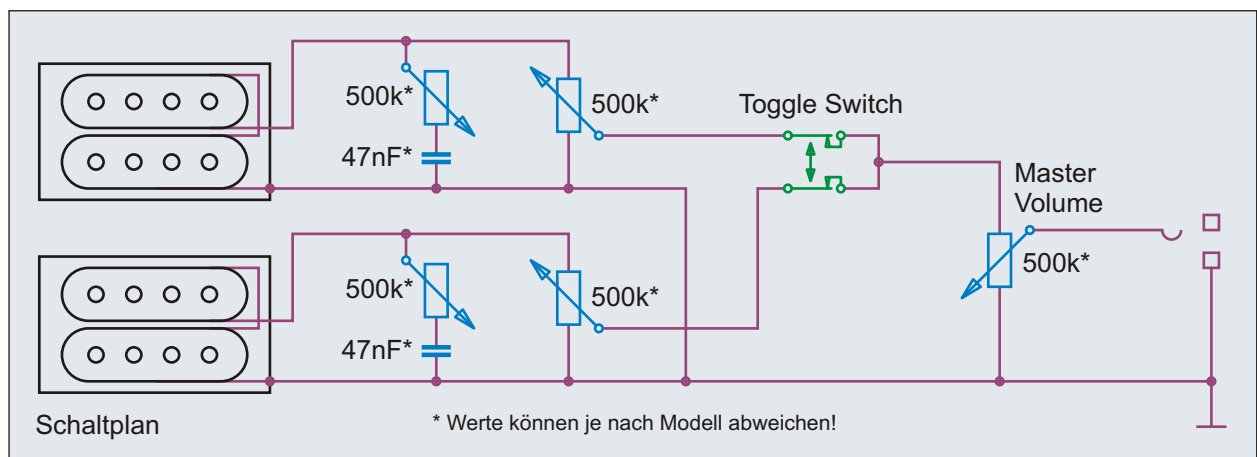 500k*
500k*
47nF*
Toggle Switch
Master
Volume
500k*
500k*
500k*
47nF*
Schaltplan
* Werte können je nach Modell abweichen!